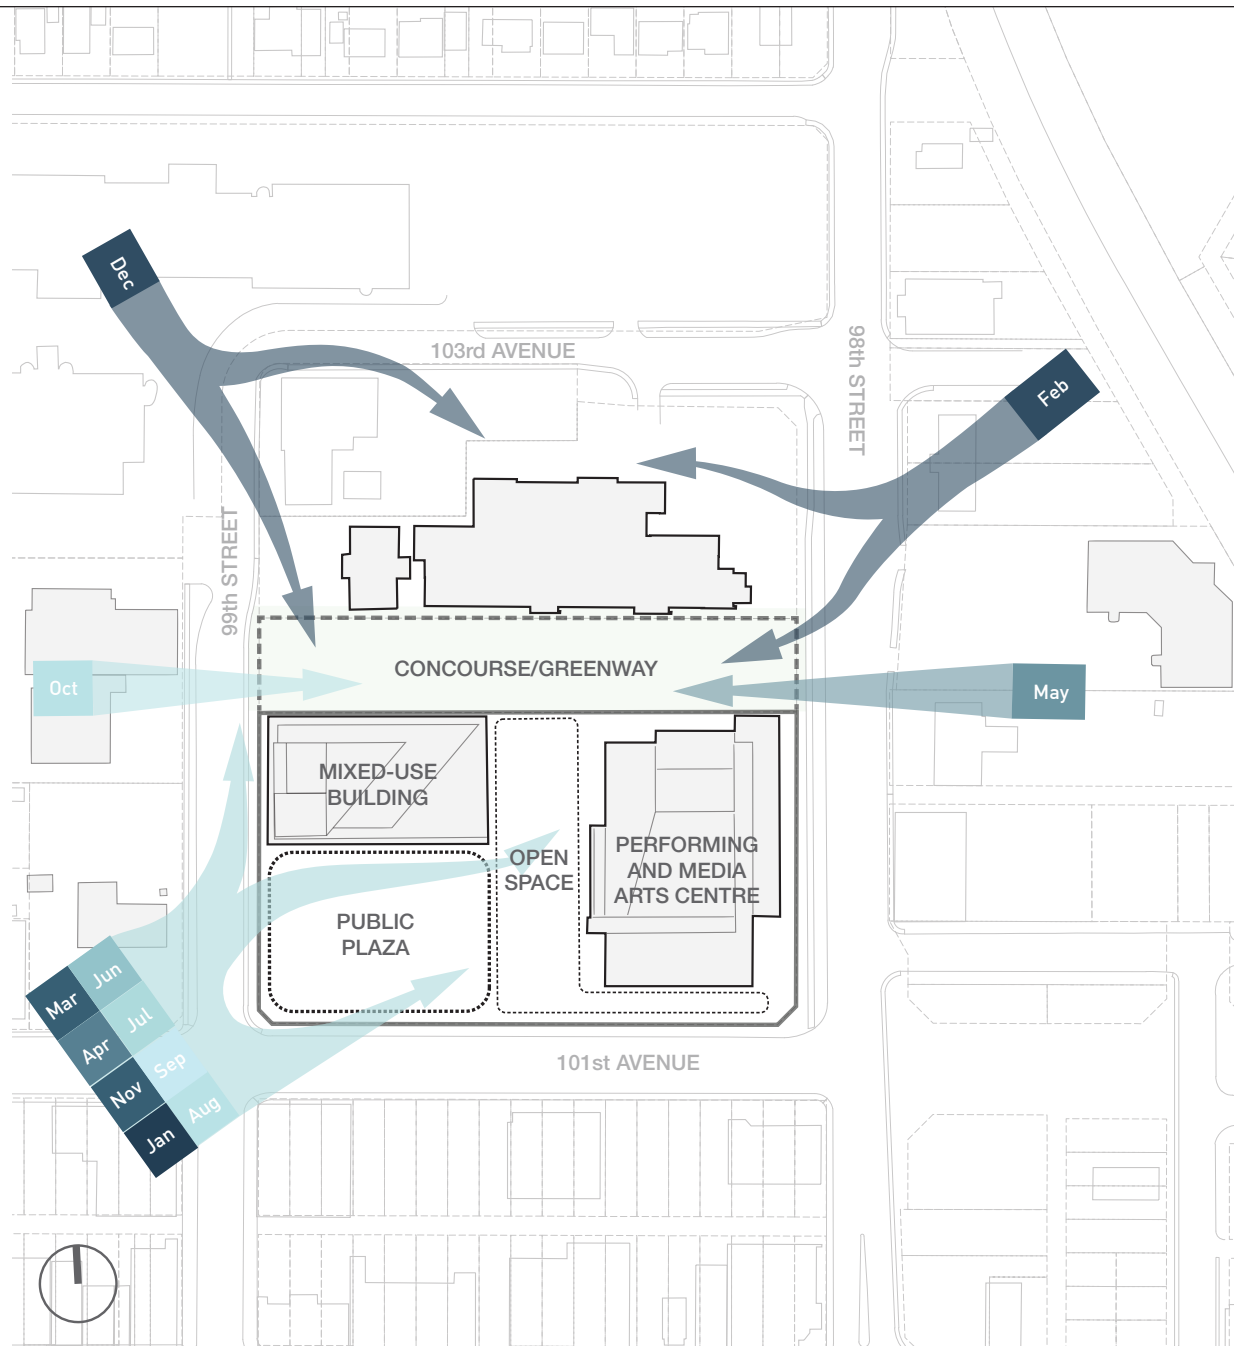 Dec
103rd AVENUE
98th STREET
Feb
99th STREET
CONCOURSE/GREENWAY
Oct
May
MIXED-USE
BUILDING
OPEN
SPACE
PERFORMING
AND MEDIA
ARTS CENTRE
PUBLIC
PLAZA
Mar
Jun
Apr
Jul
Nov
Sep
Jan
Aug
101st AVENUE